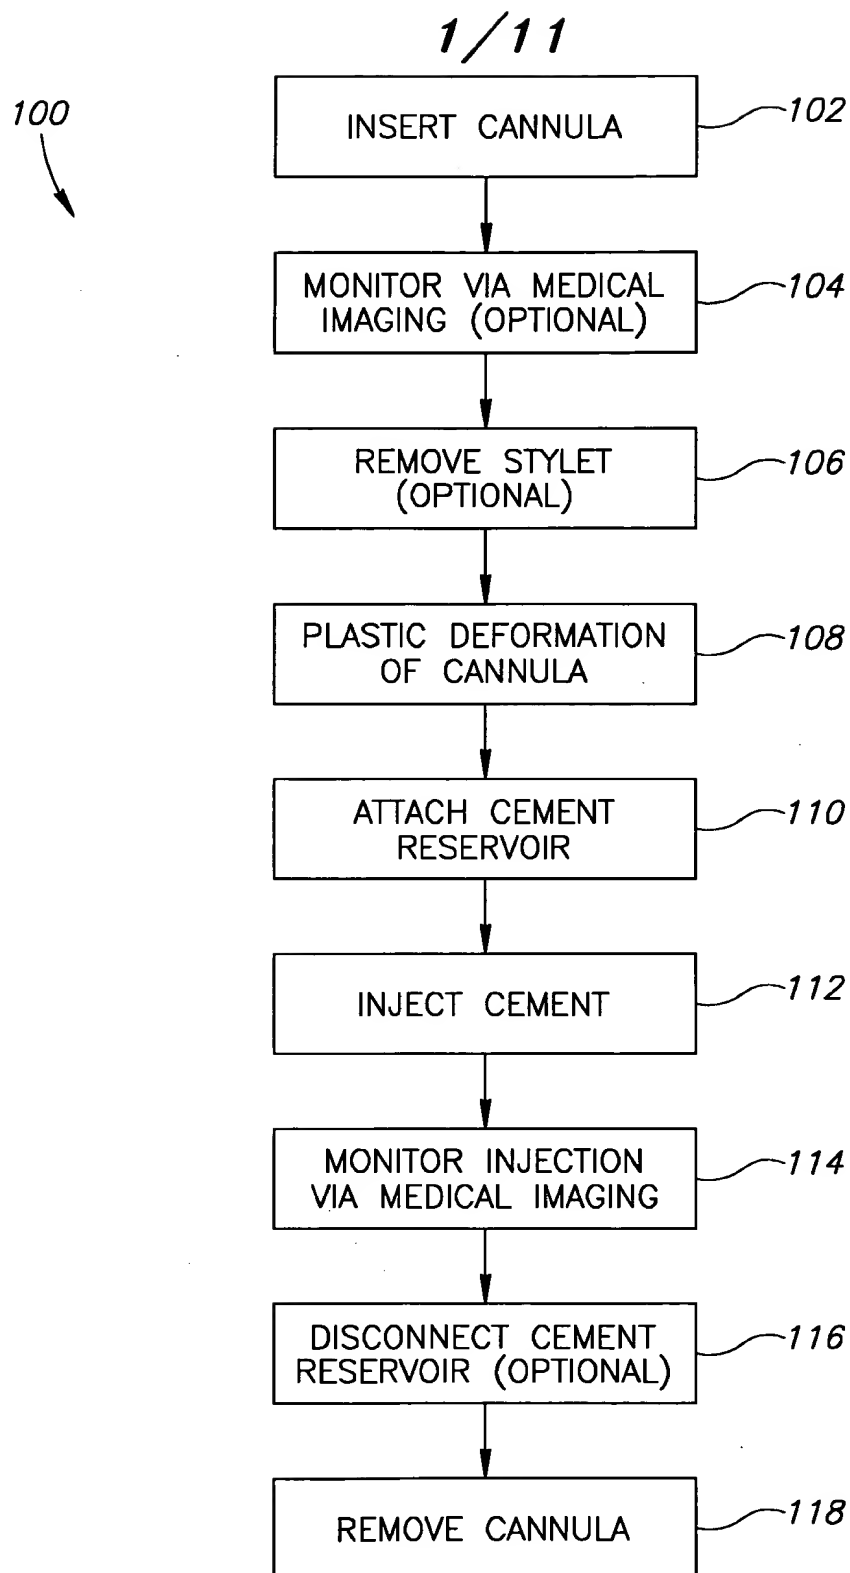 1/11
100
INSERT CANNULA
102
MONITOR VIA MEDICAL
IMAGING (OPTIONAL)
104
REMOVE STYLET
(OPTIONAL)
106
PLASTIC DEFORMATION
OF CANNULA
108
ATTACH CEMENT
RESERVOIR
110
INJECT CEMENT
112
MONITOR INJECTION
VIA MEDICAL IMAGING
114
DISCONNECT CEMENT
RESERVOIR (OPTIONAL)
116
REMOVE CANNULA
118